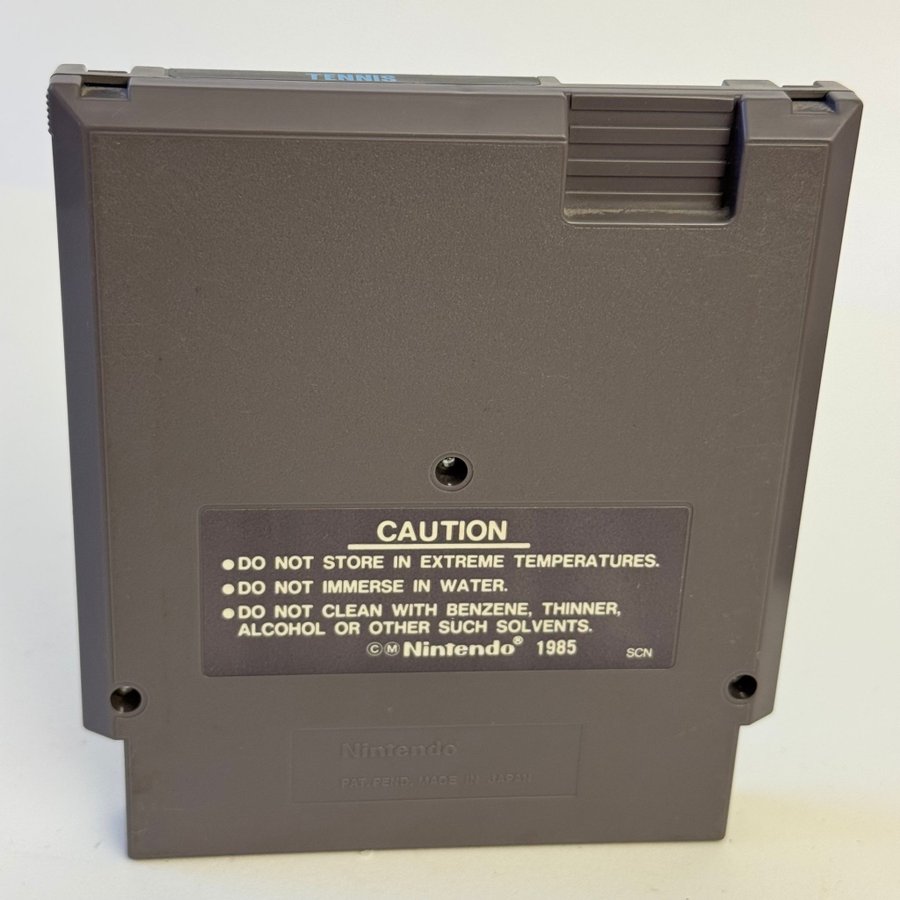 TENNIS
CAUTION
●DO NOT STORE IN EXTREME TEMPERATURES.
●DO NOT IMMERSE IN WATER.
●DO NOT CLEAN WITH BENZENE, THINNER,
ALCOHOL OR OTHER SUCH SOLVENTS.
ⒸⓂNintendo® 1985 SCN
Nintendo®
PAT. PEND. MADE IN JAPAN